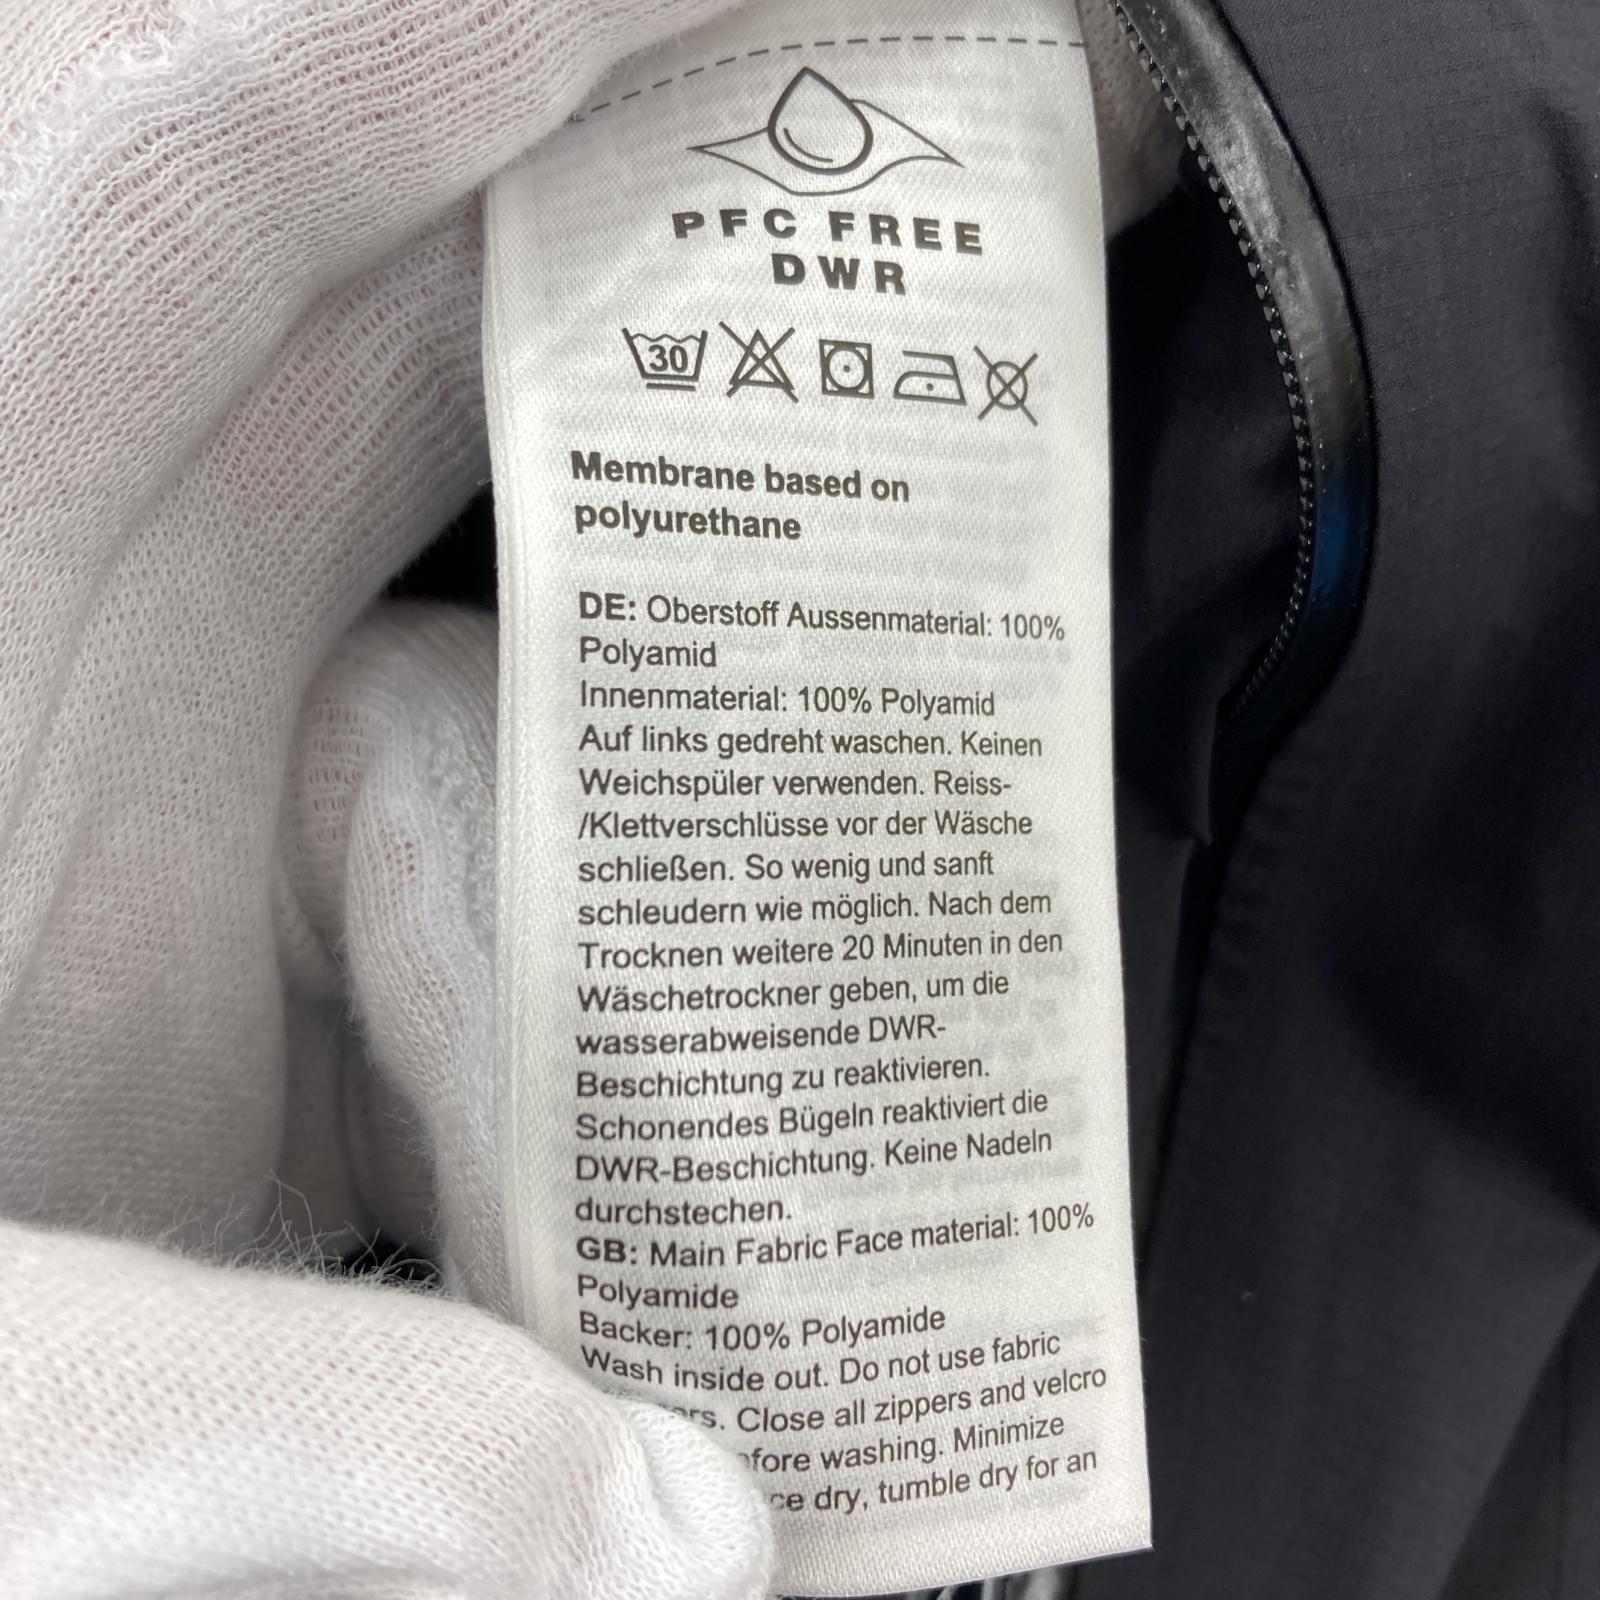 PFC FREE
DWR
30
Membrane based on
polyurethane
DE: Oberstoff Aussenmaterial: 100%
Polyamid
Innenmaterial: 100% Polyamid
Auf links gedreht waschen. Keinen
Weichspüler verwenden. Reiss-
/Klettverschlüsse vor der Wäsche
schließen. So wenig und sanft
schleudern wie möglich. Nach dem
Trocknen weitere 20 Minuten in den
Wäschetrockner geben, um die
wasserabweisende DWR-
Beschichtung zu reaktivieren.
Schonendes Bügeln reaktiviert die
DWR-Beschichtung. Keine Nadeln
durchstechen.
GB: Main Fabric Face material: 100%
Polyamide
Backer: 100% Polyamide
Wash inside out. Do not use fabric
Close all zippers and velcro
washing. Minimize
dry, tumble dry for an